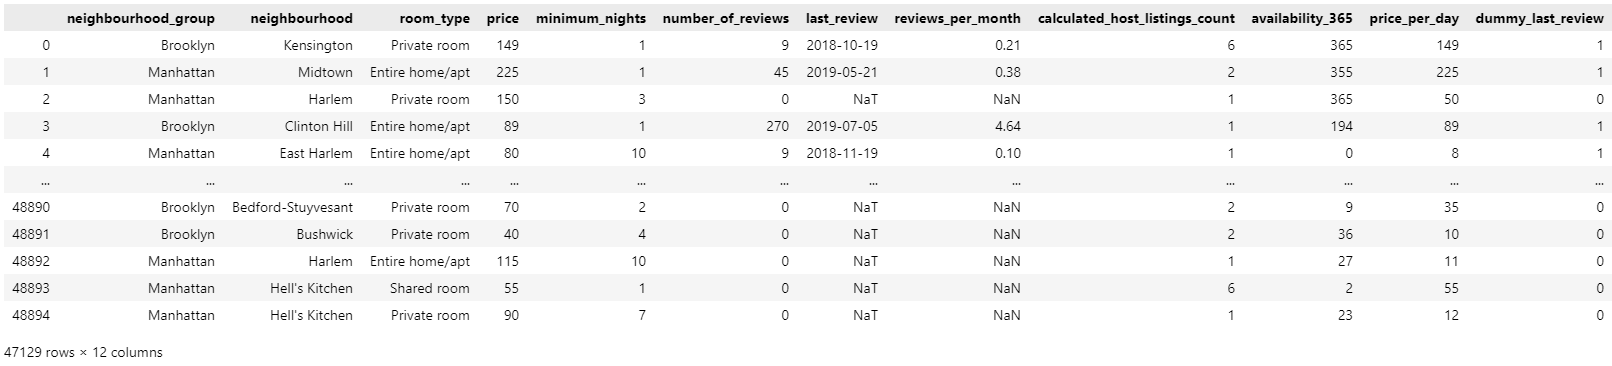 neighbourhood_group neighbourhood room_type price minimum_nights number_of_reviews last_review reviews_per_month calculated_host_listings_count availability_365 price_per_day dummy_last_review
0 Brooklyn Kensington Private room 149 1 9 2018-10-19 0.21 6 365 149 1
1 Manhattan Midtown Entire home/apt 225 1 45 2019-05-21 0.38 2 355 225 1
2 Manhattan Harlem Private room 150 3 0 NaT NaN 1 365 50 0
3 Brooklyn Clinton Hill Entire home/apt 89 1 270 2019-07-05 4.64 1 194 89 1
4 Manhattan East Harlem Entire home/apt 80 10 9 2018-11-19 0.10 1 0 8 1
... ... ... ... ... ... ... ... ... ... ... ... ...
48890 Brooklyn Bedford-Stuyvesant Private room 70 2 0 NaT NaN 2 9 35 0
48891 Brooklyn Bushwick Private room 40 4 0 NaT NaN 2 36 10 0
48892 Manhattan Harlem Entire home/apt 115 10 0 NaT NaN 1 27 11 0
48893 Manhattan Hell's Kitchen Shared room 55 1 0 NaT NaN 6 2 55 0
48894 Manhattan Hell's Kitchen Private room 90 7 0 NaT NaN 1 23 12 0
47129 rows × 12 columns